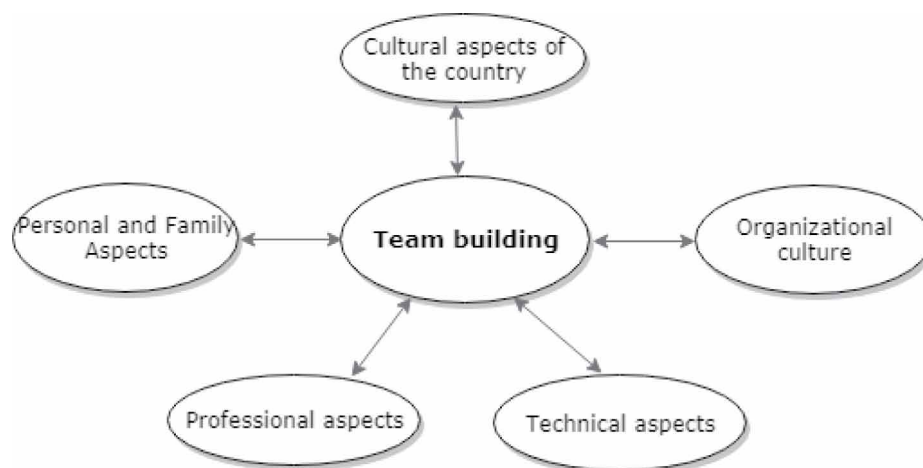 Cultural aspects of
the country
Personal and Family
Aspects
Team building
Organizational
culture
Professional aspects
Technical aspects